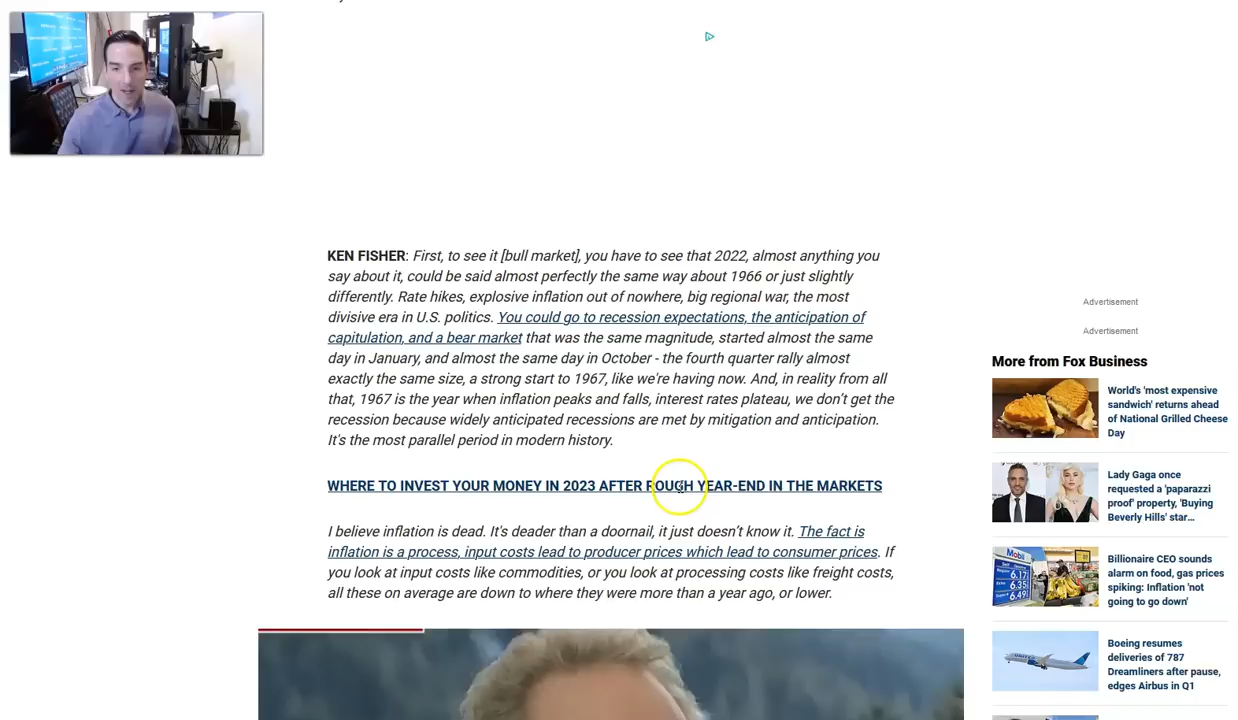 KEN FISHER: First, to see it [bull market], you have to see that 2022, almost anything you
say about it, could be said almost perfectly the same way about 1966 or just slightly
differently. Rate hikes, explosive inflation out of nowhere, big regional war, the most
divisive era in U.S. politics. You could go to recession expectations, the anticipation of
capitulation, and a bear market that was the same magnitude, started almost the same
day in January, and almost the same day in October - the fourth quarter rally almost
exactly the same size, a strong start to 1967, like we're having now. And, in reality from all
that, 1967 is the year when inflation peaks and falls, interest rates plateau, we don't get the
recession because widely anticipated recessions are met by mitigation and anticipation.
It's the most parallel period in modern history.
WHERE TO INVEST YOUR MONEY IN 2023 AFTER ROUGH YEAR-END IN THE MARKETS
I believe inflation is dead. It's deader than a doornail, it just doesn't know it. The fact is
inflation is a process, input costs lead to producer prices which lead to consumer prices. If
you look at input costs like commodities, or you look at processing costs like freight costs,
all these on average are down to where they were more than a year ago, or lower.
Advertisement
Advertisement
More from Fox Business
World's 'most expensive
sandwich' returns ahead
of National Grilled Cheese
Day
Lady Gaga once
requested a 'paparazzi
proof' property, 'Buying
Beverly Hills' star...
Mobil
6.17
6.35
6.49
Billionaire CEO sounds
alarm on food, gas prices
spiking: Inflation 'not
going to go down'
UNITED
Boeing resumes
deliveries of 787
Dreamliners after pause,
edges Airbus in Q1